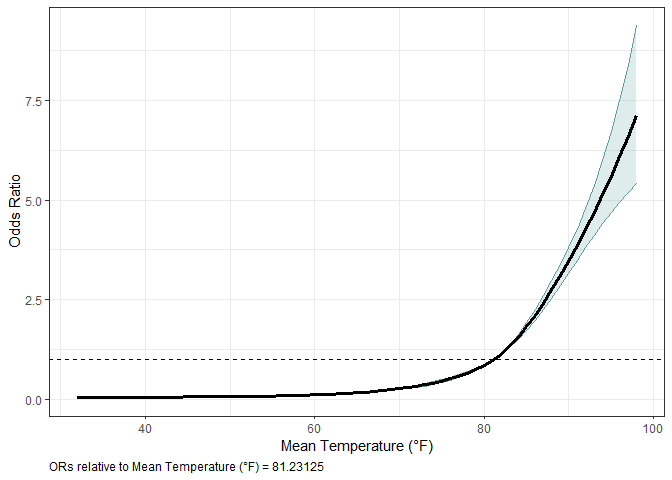 Odds Ratio
7.5
5.0
2.5
0.0
40
60
80
100
Mean Temperature (°F)
ORs relative to Mean Temperature (°F) = 81.23125